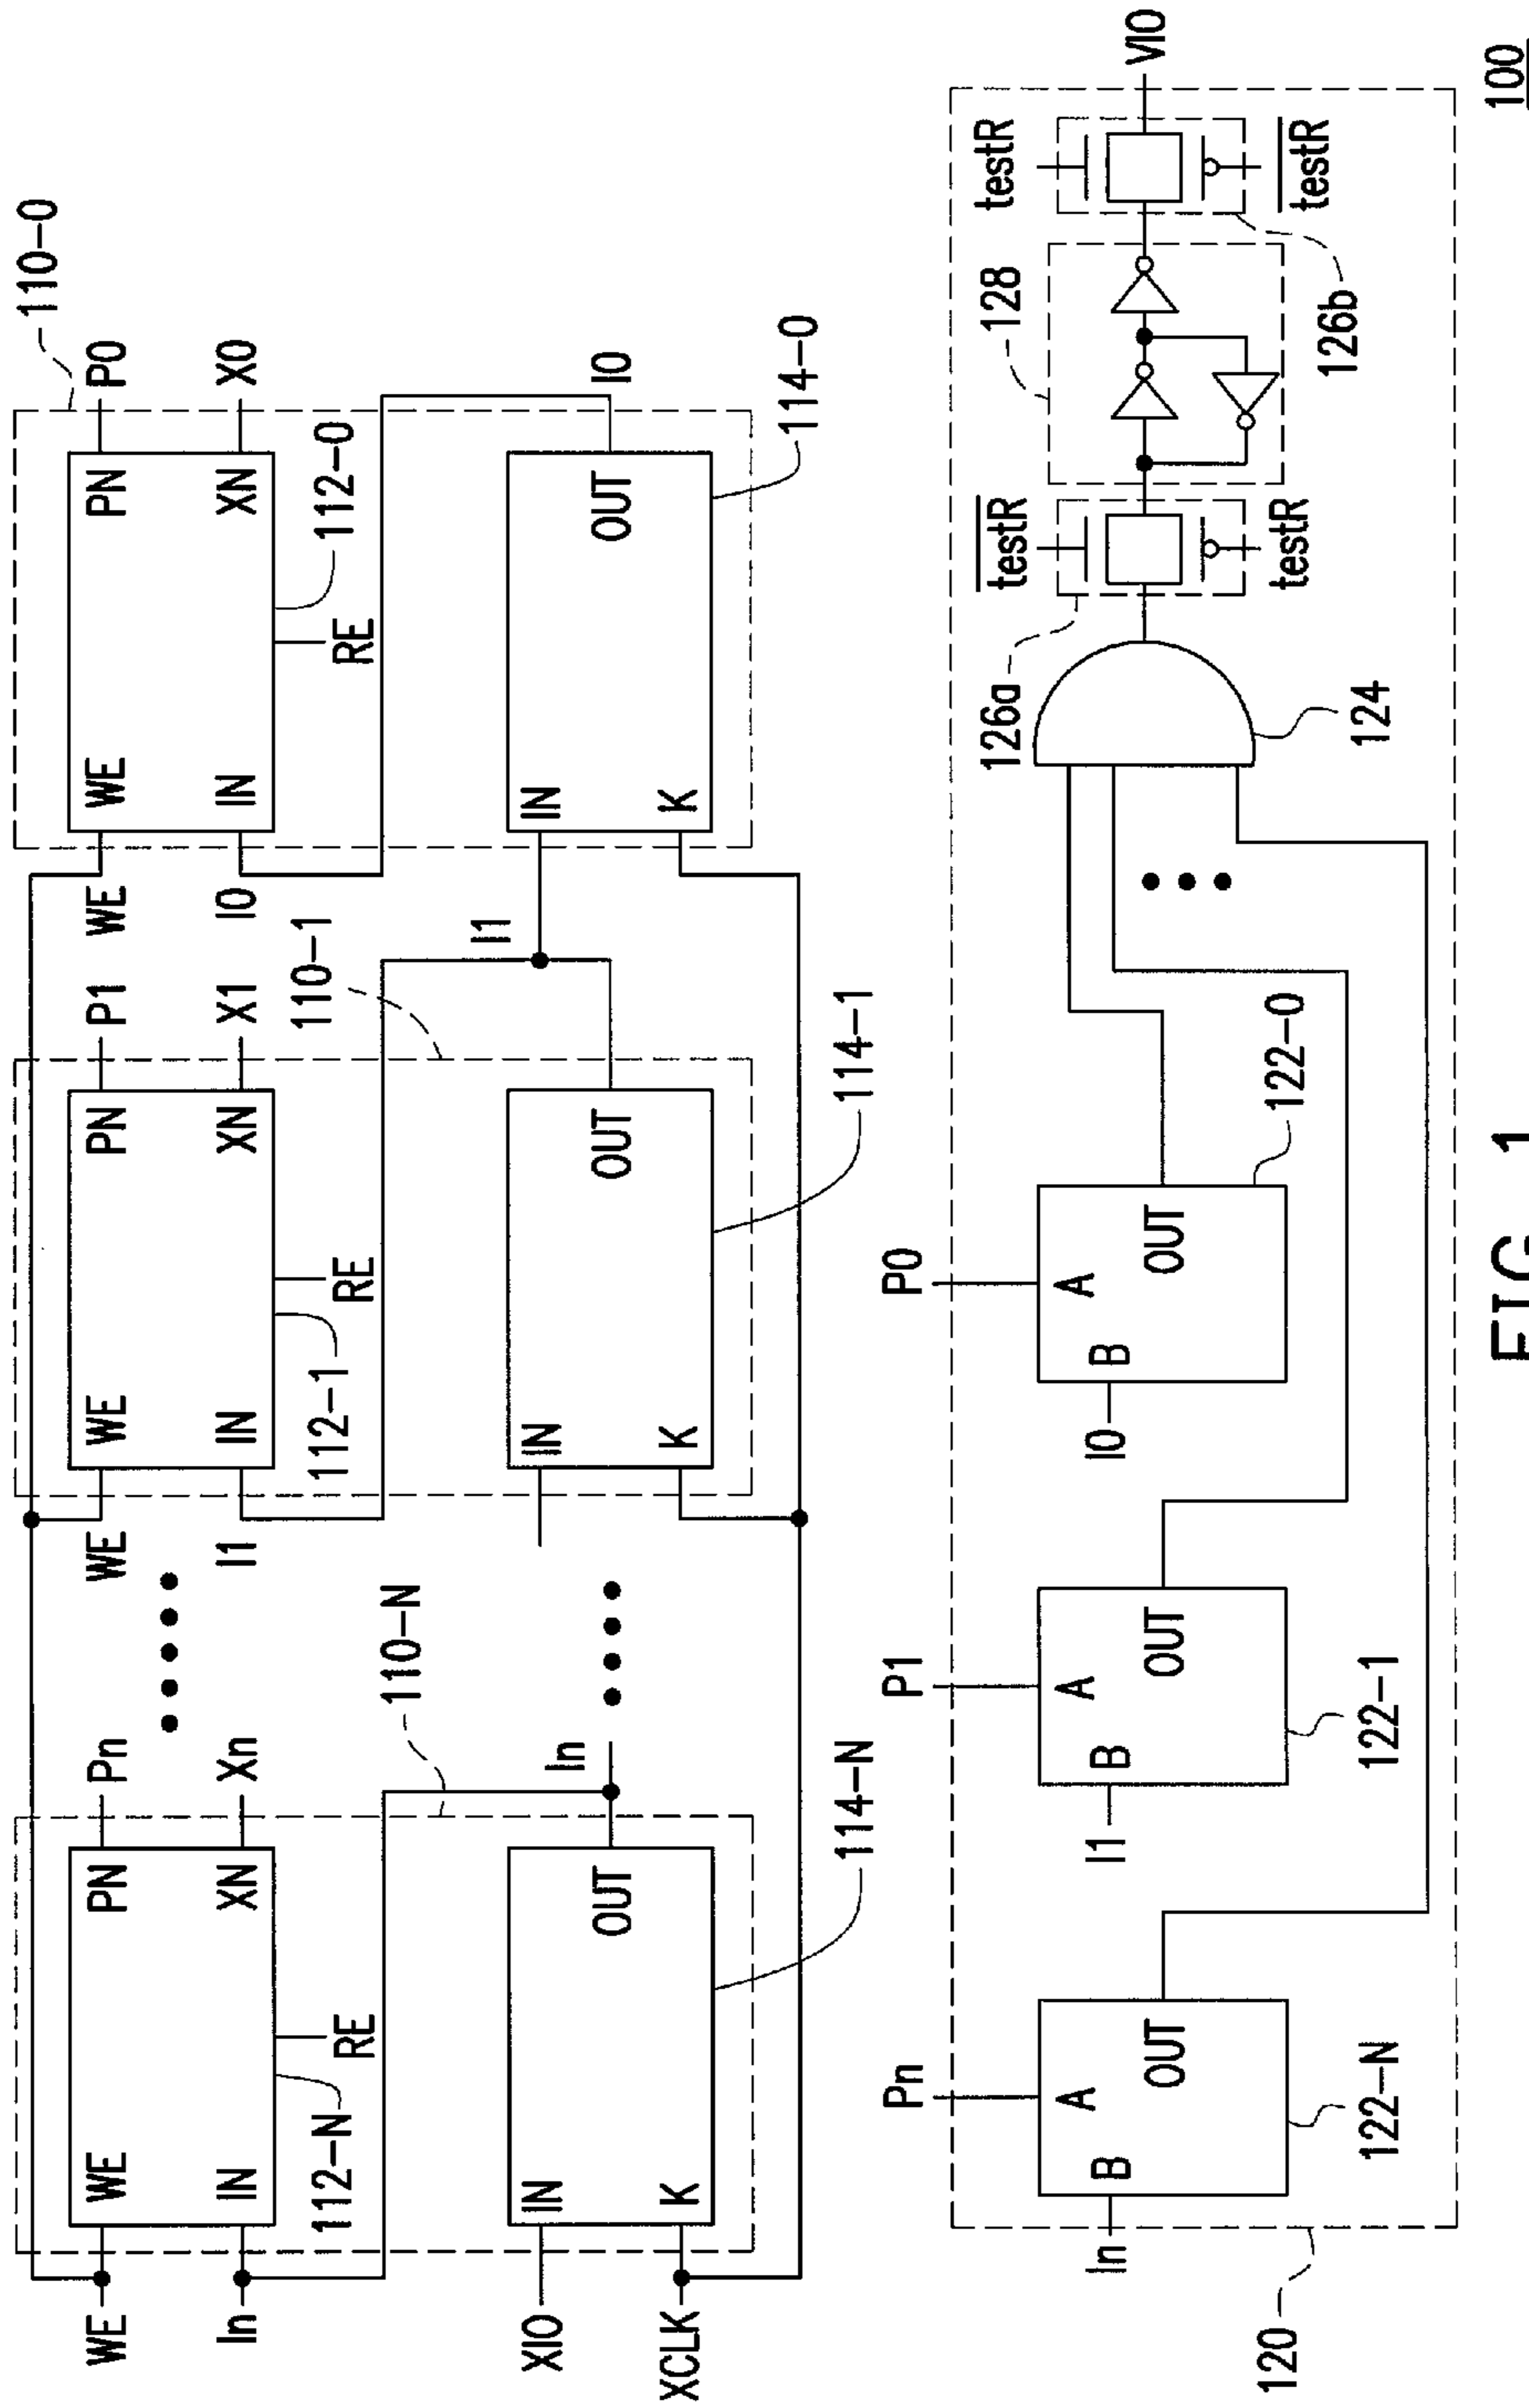 110-0
WE
PN
P0
WE
PN
P1
WE
PN
Pn
WE
WE
WE
IN
XN
X0
IN
XN
X1
IN
XN
Xn
I0
I1
In
112-0
RE
112-1
RE
112-N
RE
110-1
110-N
IN
OUT
I0
I1
IN
OUT
In
XIO
IN
OUT
K
K
XCLK
K
114-0
114-1
114-N
Pn
P1
P0
In
B
A
OUT
I1
B
A
OUT
I0
B
A
OUT
122-N
122-1
122-0
126a
124
testR
testR
128
126b
testR
testR
VIO
120
100
FIG. 1